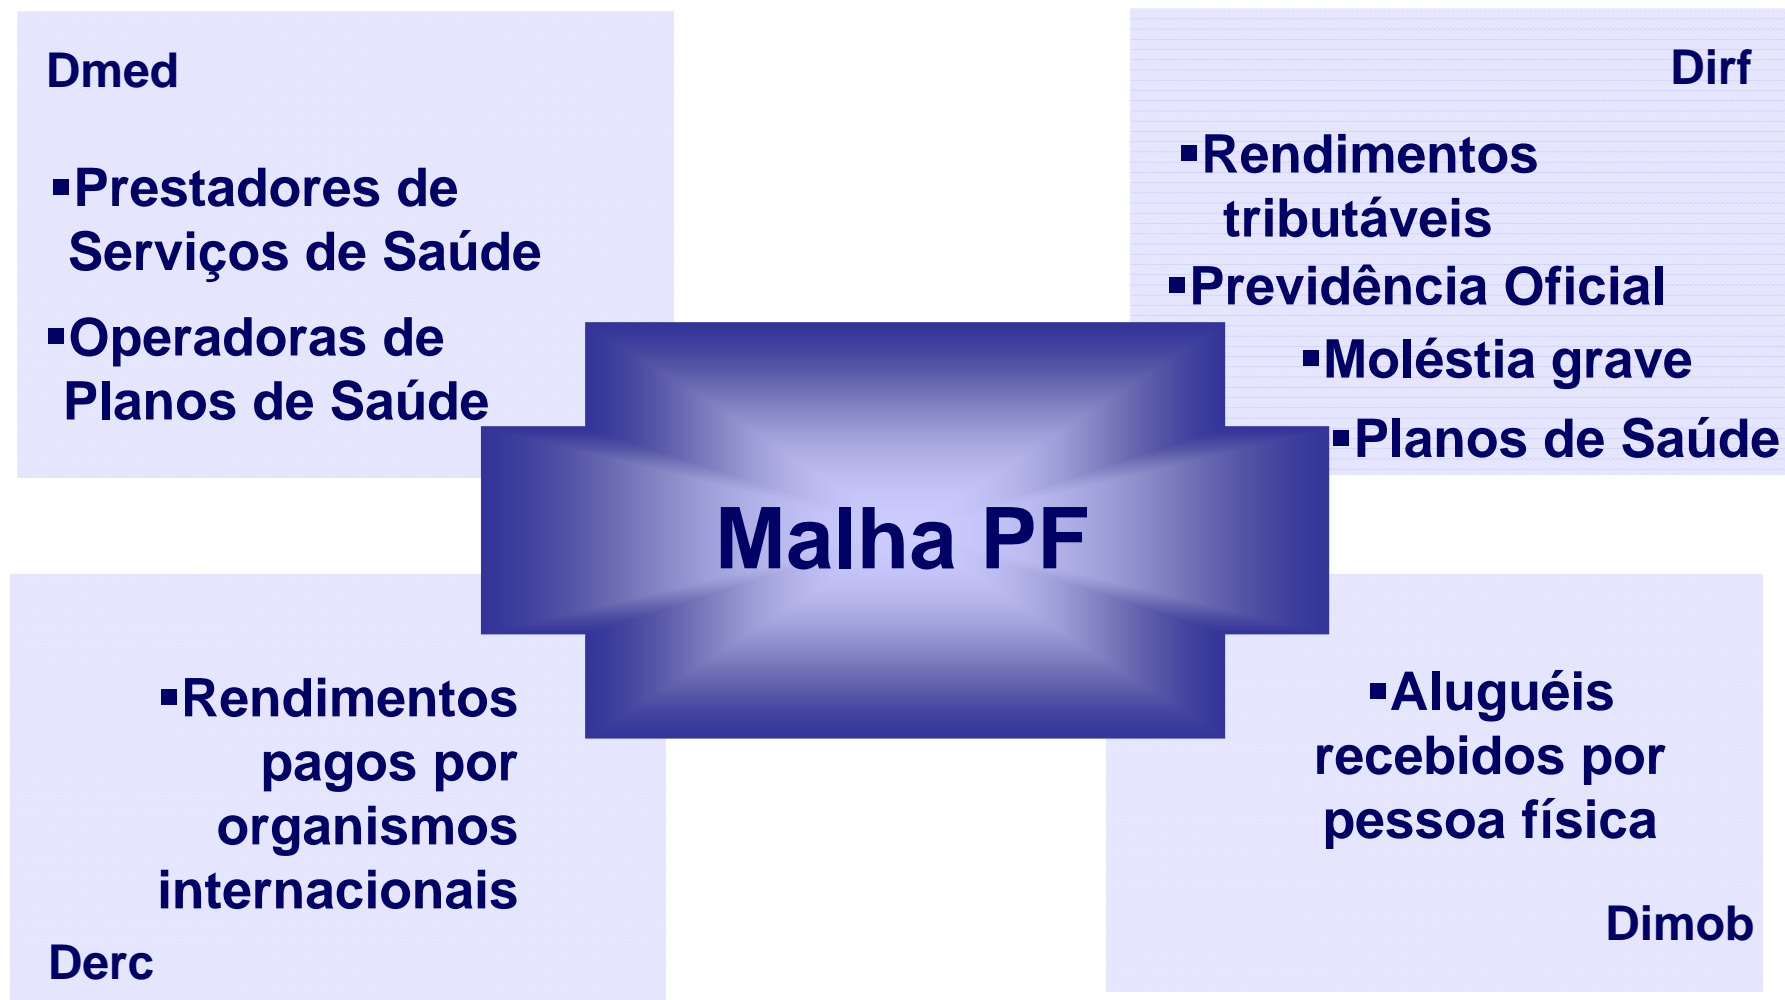 Dmed
▪Prestadores de
Serviços de Saúde
▪Operadoras de
Planos de Saúde
Dirf
▪Rendimentos
tributáveis
▪Previdência Oficial
▪Moléstia grave
▪Planos de Saúde
Malha PF
▪Rendimentos
pagos por
organismos
internacionais
Derc
▪Aluguéis
recebidos por
pessoa física
Dimob